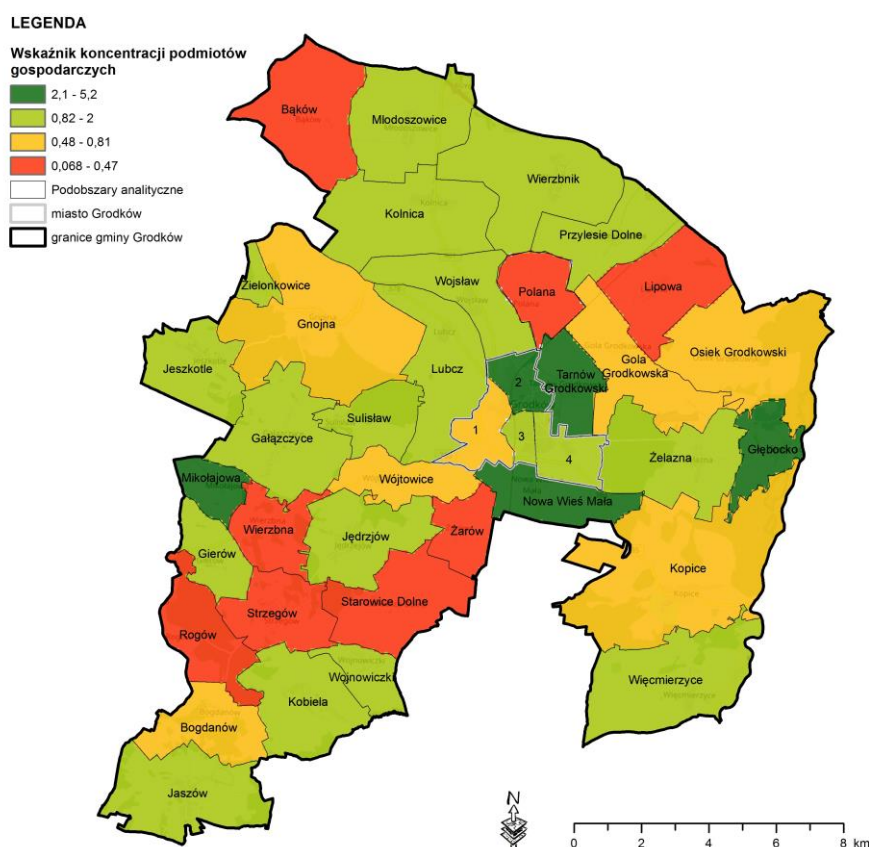 LEGENDA
Wskaźnik koncentracji podmiotów
gospodarczych
2,1 - 5,2
0,82 - 2
0,48 - 0,81
0,068 - 0,47
Podobszary analityczne
miasto Grodków
granice gminy Grodków
Bąków
Młodoszowice
Wierzbnik
Kolnica
Przylesie Dolne
Zielonkowice
Wojsław
Polana
Lipowa
Gnojna
Osiek Grodkowski
Jeszkotle
Lubcz
2
Tarnów
Grodkowski
Gola
Grodkowska
Sulisław
1
3
Gałązczyce
4
Żelazna
Głębocko
Mikołajowa
Wójtowice
Nowa Wieś Mała
Wierzbna
Jędrzjów
Żarów
Gierów
Kopice
Strzegów
Starowice Dolne
Rogów
Wojnowiczki
Więcmierzyce
Kobiela
Bogdanów
Jaszów
N
0 2 4 6 8 km